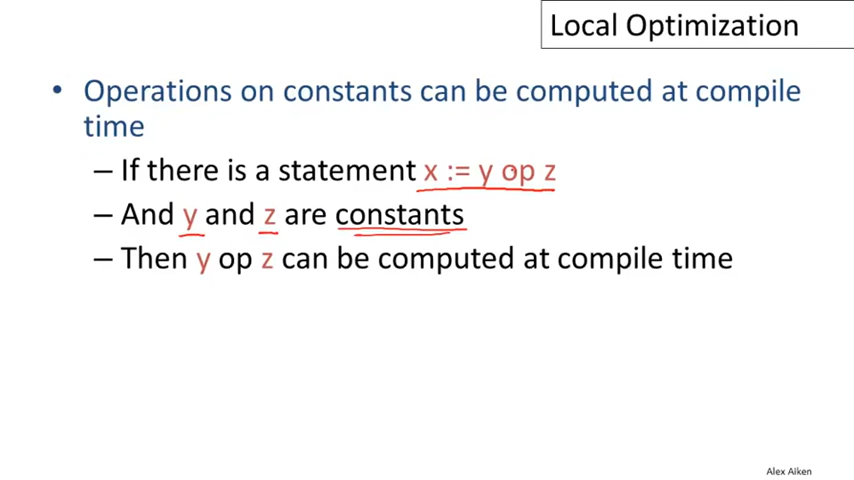 Local Optimization
• Operations on constants can be computed at compile
time
– If there is a statement x := y op z
– And y and z are constants
– Then y op z can be computed at compile time
Alex Aiken